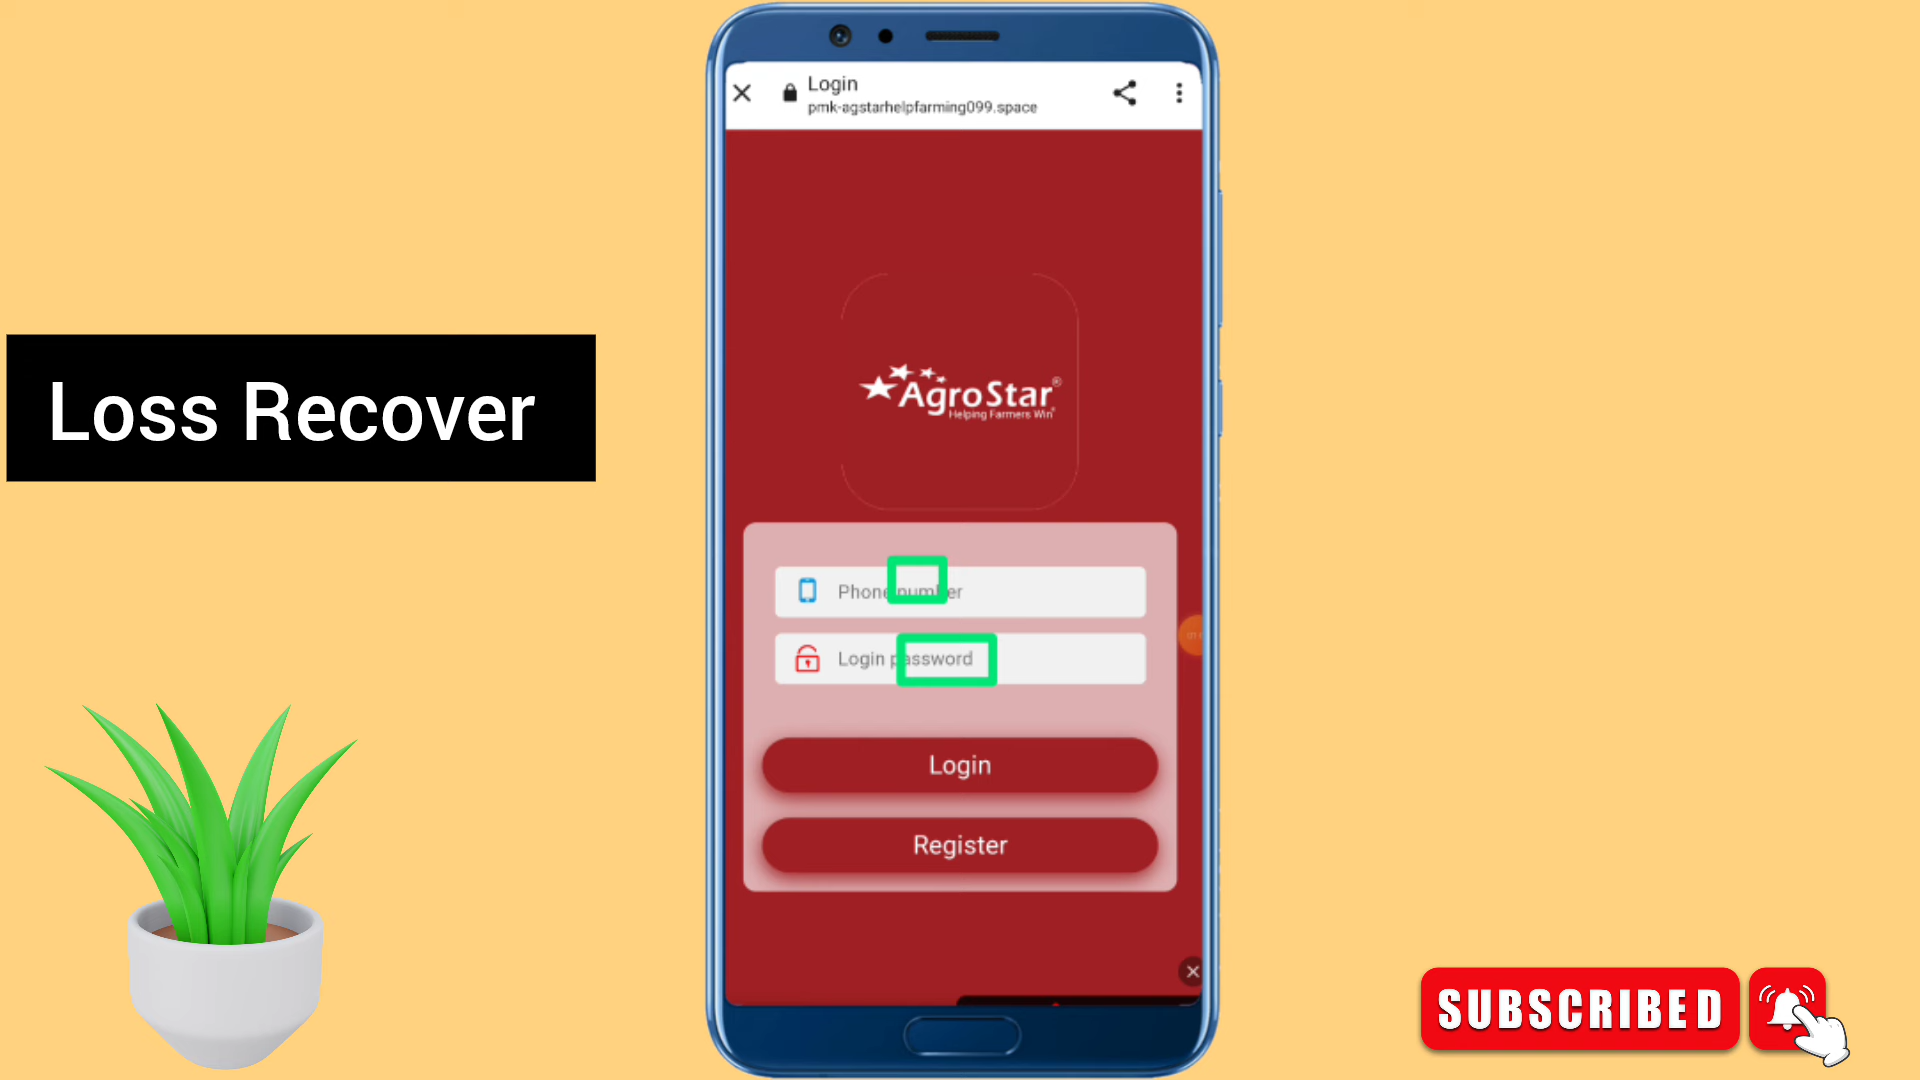 Login
pmk-agstarhelpfarming099.space
Loss Recover
AgroStar®
Helping Farmers Win
Phone number
Login password
Login
Register
SUBSCRIBED